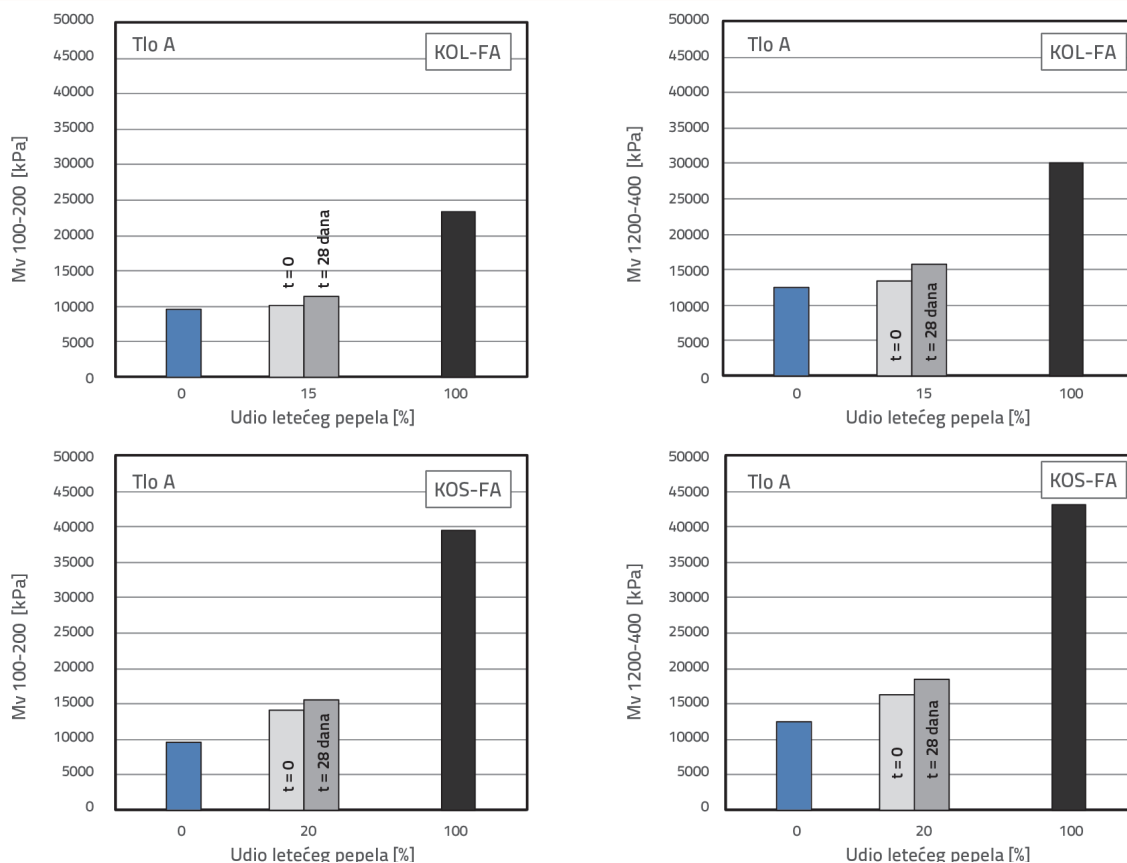 50000
45000
40000
35000
30000
25000
20000
15000
10000
5000
0
Mv 100-200 [kPa]
Tlo A
KOL-FA
t = 0
t = 28 dana
0
15
100
Udio letećeg pepela [%]
50000
45000
40000
35000
30000
25000
20000
15000
10000
5000
0
Mv 1200-400 [kPa]
Tlo A
KOL-FA
t = 0
t = 28 dana
0
15
100
Udio letećeg pepela [%]
50000
45000
40000
35000
30000
25000
20000
15000
10000
5000
0
Mv 100-200 [kPa]
Tlo A
KOS-FA
t = 0
t = 28 dana
0
20
100
Udio letećeg pepela [%]
50000
45000
40000
35000
30000
25000
20000
15000
10000
5000
0
Mv 1200-400 [kPa]
Tlo A
KOS-FA
t = 0
t = 28 dana
0
20
100
Udio letećeg pepela [%]